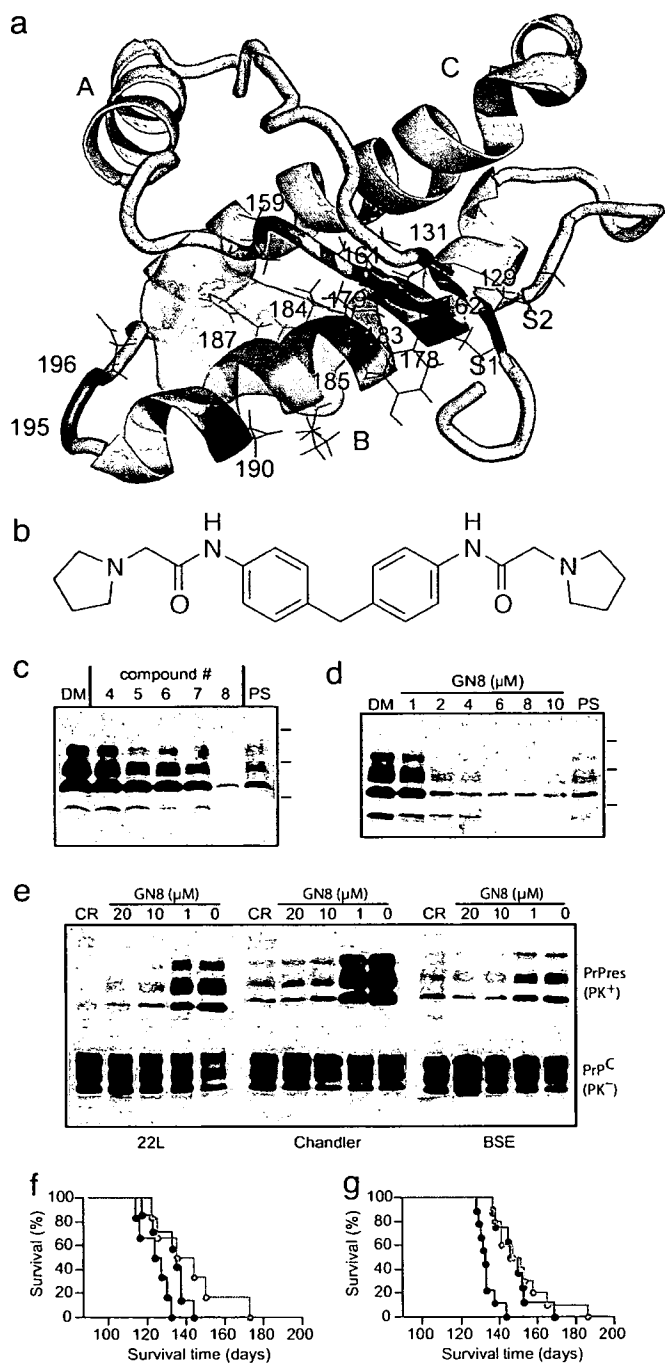 a
A
C
159
131
161
129
179
62
S2
184
187
83
178
S1
196
185
195
B
190
b
H
N
O
N
H
N
O
N
c
compound #
DM 4 5 6 7 8 PS
d
GN8 (μM)
DM 1 2 4 6 8 10 PS
e
GN8 (μM) GN8 (μM) GN8 (μM)
CR 20 10 1 0 CR 20 10 1 0 CR 20 10 1 0
PrPres
(PK+)
PrPC
(PK−)
22L Chandler BSE
f
Survival (%)
100
80
60
40
20
0
100 120 140 160 180 200
Survival time (days)
g
Survival (%)
100
80
60
40
20
0
100 120 140 160 180 200
Survival time (days)